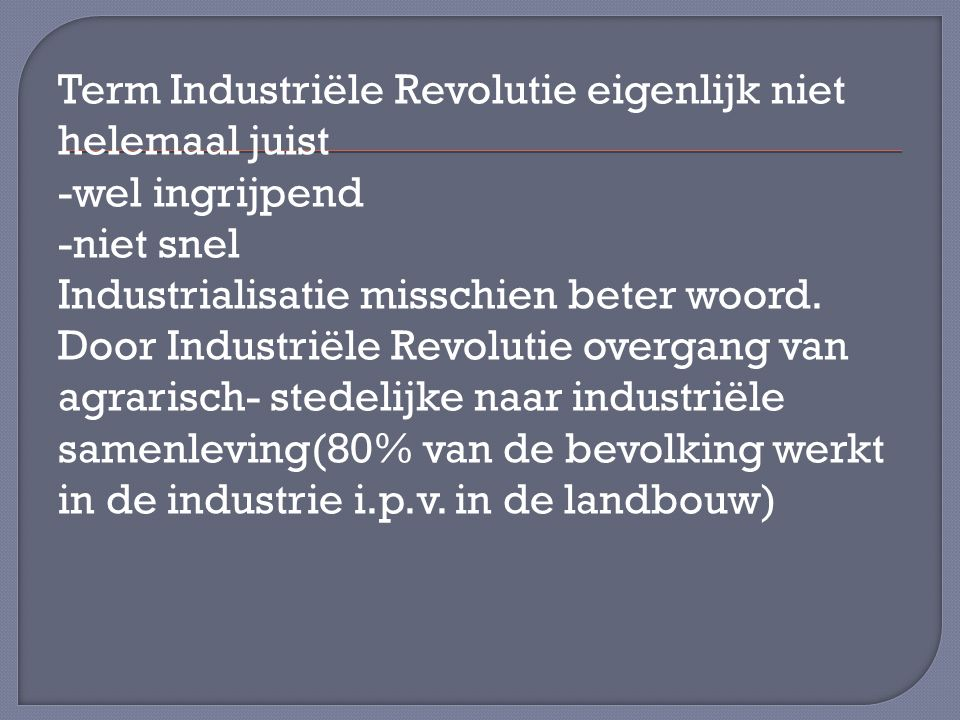 Term Industriële Revolutie eigenlijk niet
helemaal juist
-wel ingrijpend
-niet snel
Industrialisatie misschien beter woord.
Door Industriële Revolutie overgang van
agrarisch- stedelijke naar industriële
samenleving(80% van de bevolking werkt
in de industrie i.p.v. in de landbouw)